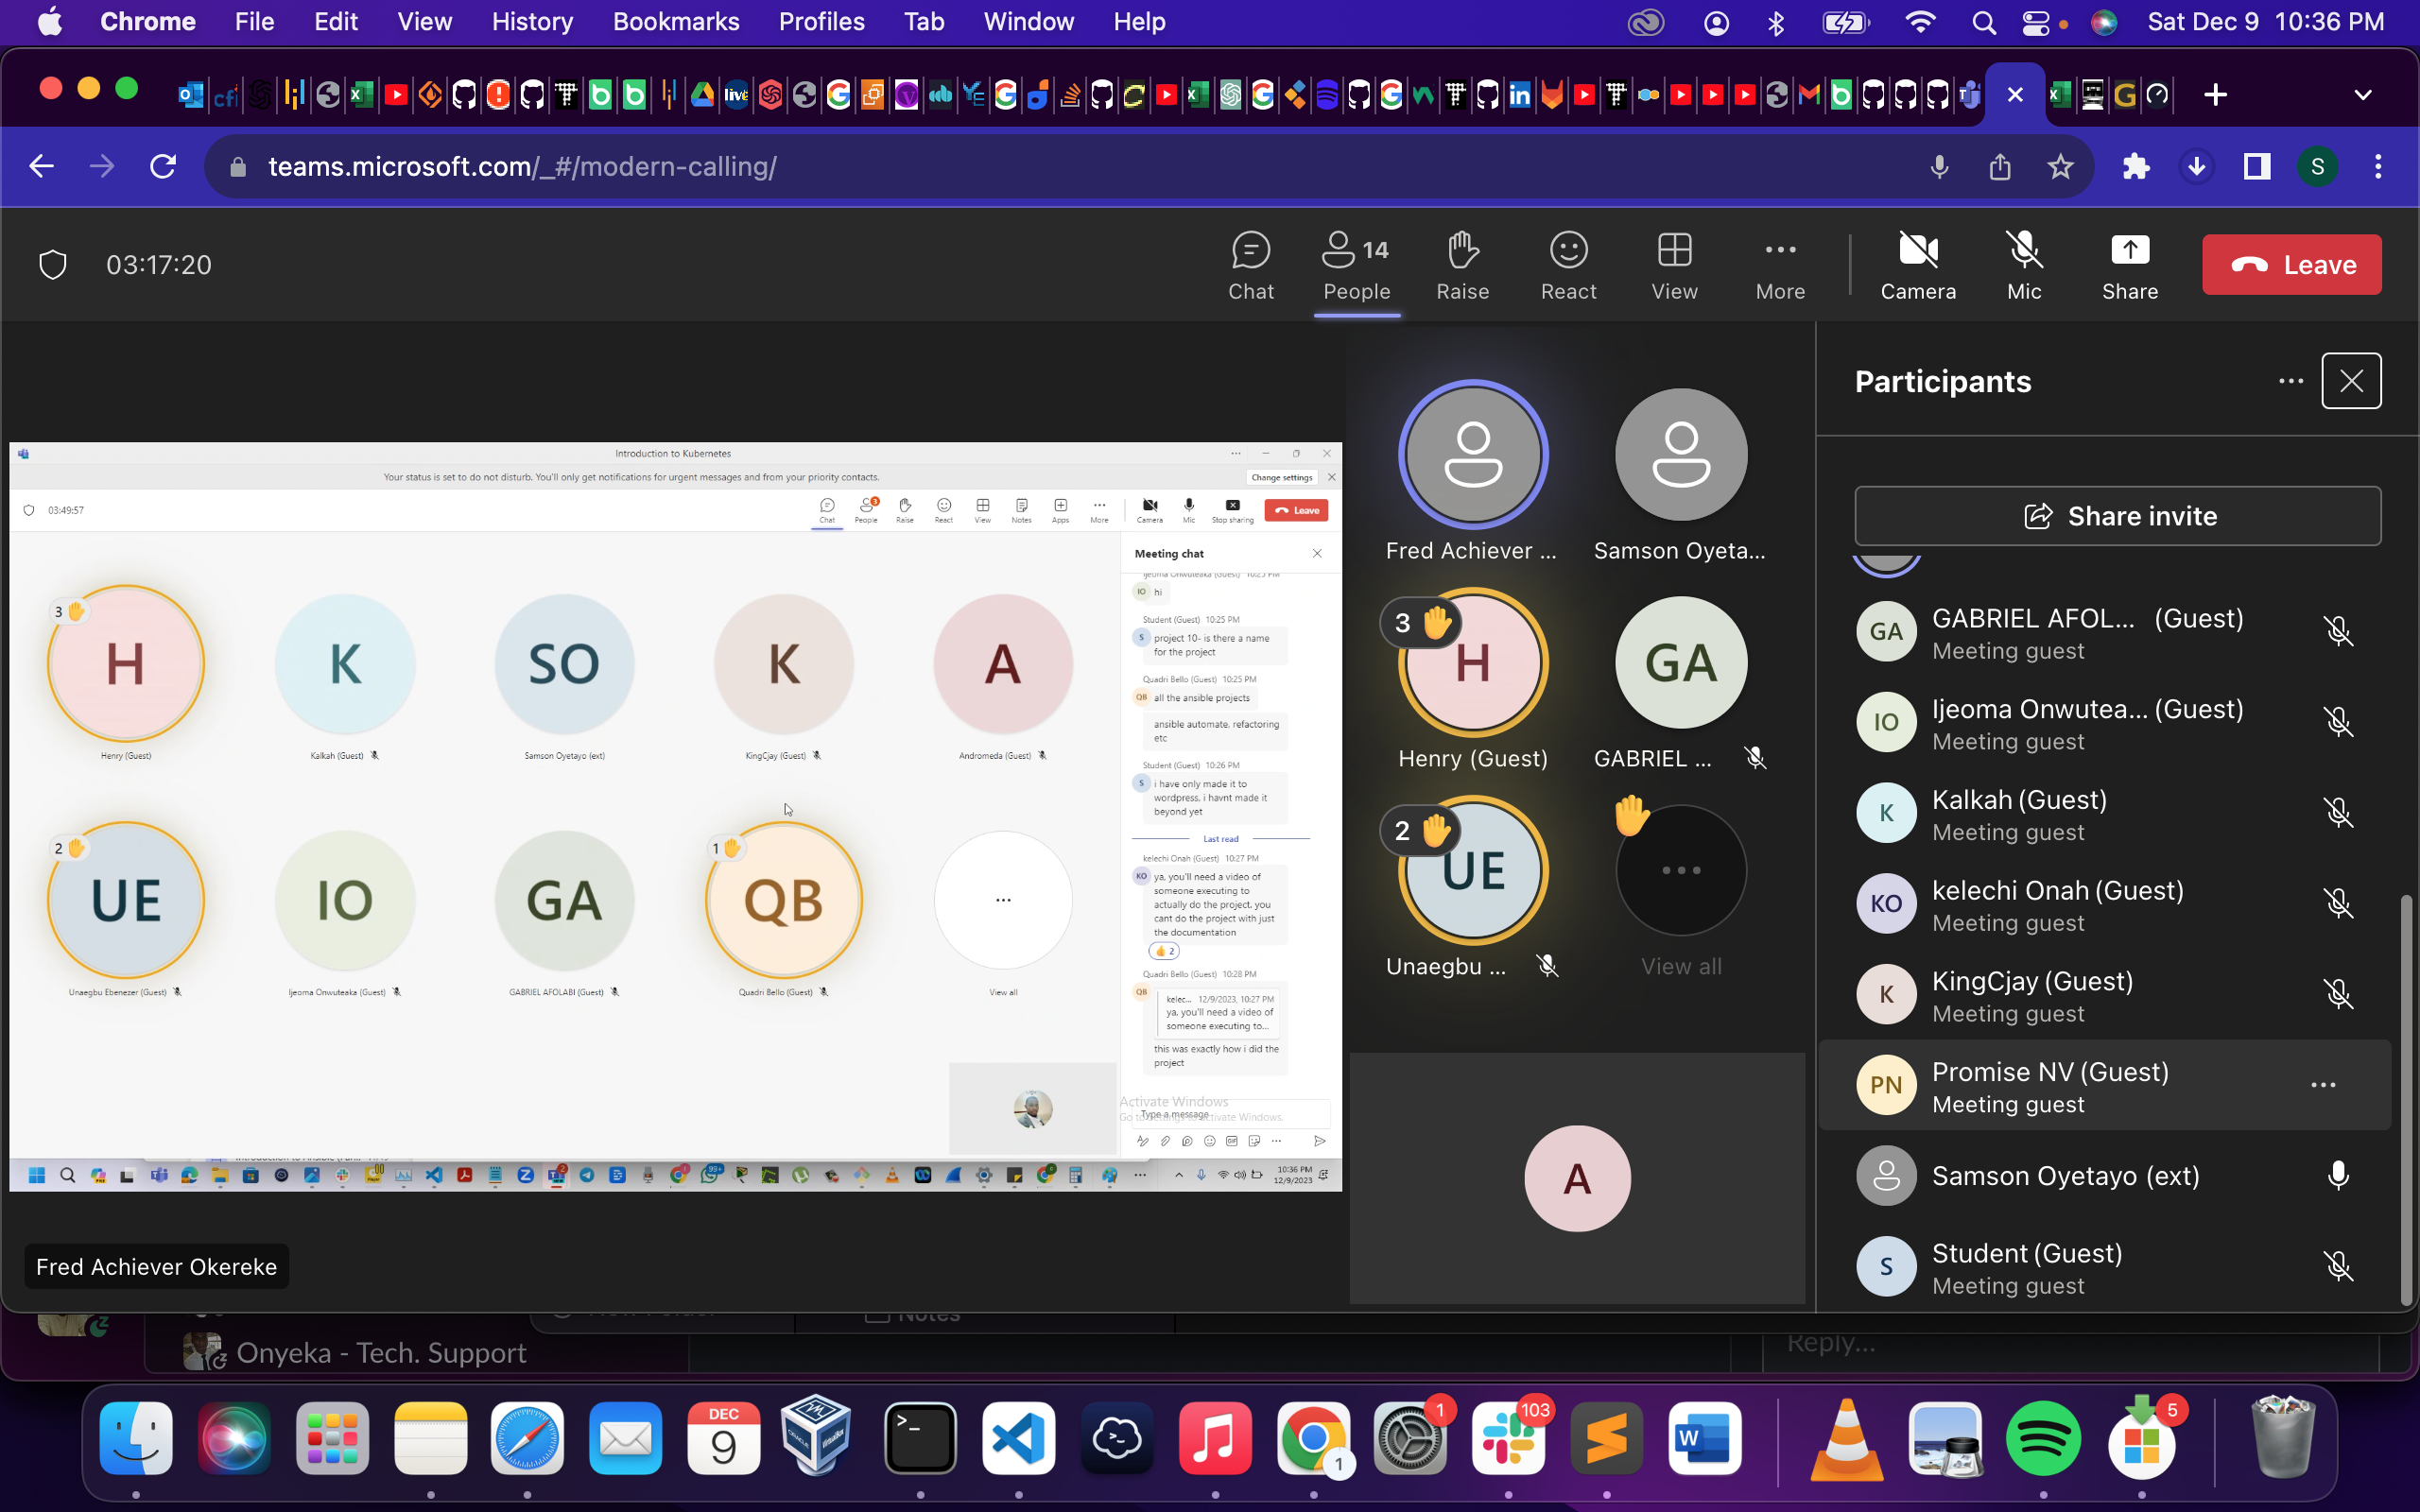 Chrome File Edit View History Bookmarks Profiles Tab Window Help Sat Dec 9 10:36 PM
teams.microsoft.com/_#/modern-calling/
S
03:17:20
14
Chat People Raise React View More Camera Mic Share Leave
Introduction to Kubernetes
Your status is set to do not disturb. You'll only get notifications for urgent messages and from your priority contacts.
Change settings
03:49:57
3
Chat People Raise React View Notes Apps More Camera Mic Stop sharing Leave
3
H
Henry (Guest)
K
Kalkah (Guest)
SO
Samson Oyetayo (ext)
K
KingCjay (Guest)
A
Andromeda (Guest)
2
UE
Unaegbu Ebenezer (Guest)
IO
Ijeoma Onwuteaka (Guest)
GA
GABRIEL AFOLABI (Guest)
1
QB
Quadri Bello (Guest)
...
View all
Meeting chat
Ijeoma Onwuteaka (Guest) 10:25 PM
IO
hi
Student (Guest) 10:25 PM
S
project 10- is there a name
for the project
Quadri Bello (Guest) 10:25 PM
QB
all the ansible projects
ansible automate, refactoring
etc
Student (Guest) 10:26 PM
S
i have only made it to
wordpress, i havnt made it
beyond yet
Last read
kelechi Onah (Guest) 10:27 PM
KO
ya, you'll need a video of
someone executing to
actually do the project, you
cant do the project with just
the documentation
2
Quadri Bello (Guest) 10:28 PM
QB
kelec... 12/9/2023, 10:27 PM
ya, you'll need a video of
someone executing to...
this was exactly how i did the
project
Activate Windows
Go to Settings to activate Windows.
Type a message
10:36 PM
12/9/2023
Fred Achiever Okereke
Fred Achiever ...
Samson Oyeta...
3
H
Henry (Guest)
GA
GABRIEL ...
2
UE
Unaegbu ...
...
View all
A
Participants
Share invite
GA
GABRIEL AFOL... (Guest)
Meeting guest
IO
Ijeoma Onwutea... (Guest)
Meeting guest
K
Kalkah (Guest)
Meeting guest
KO
kelechi Onah (Guest)
Meeting guest
K
KingCjay (Guest)
Meeting guest
PN
Promise NV (Guest)
Meeting guest
Samson Oyetayo (ext)
S
Student (Guest)
Meeting guest
Notes
Onyeka - Tech. Support
Reply...
DEC
9
1
1
103
W
5